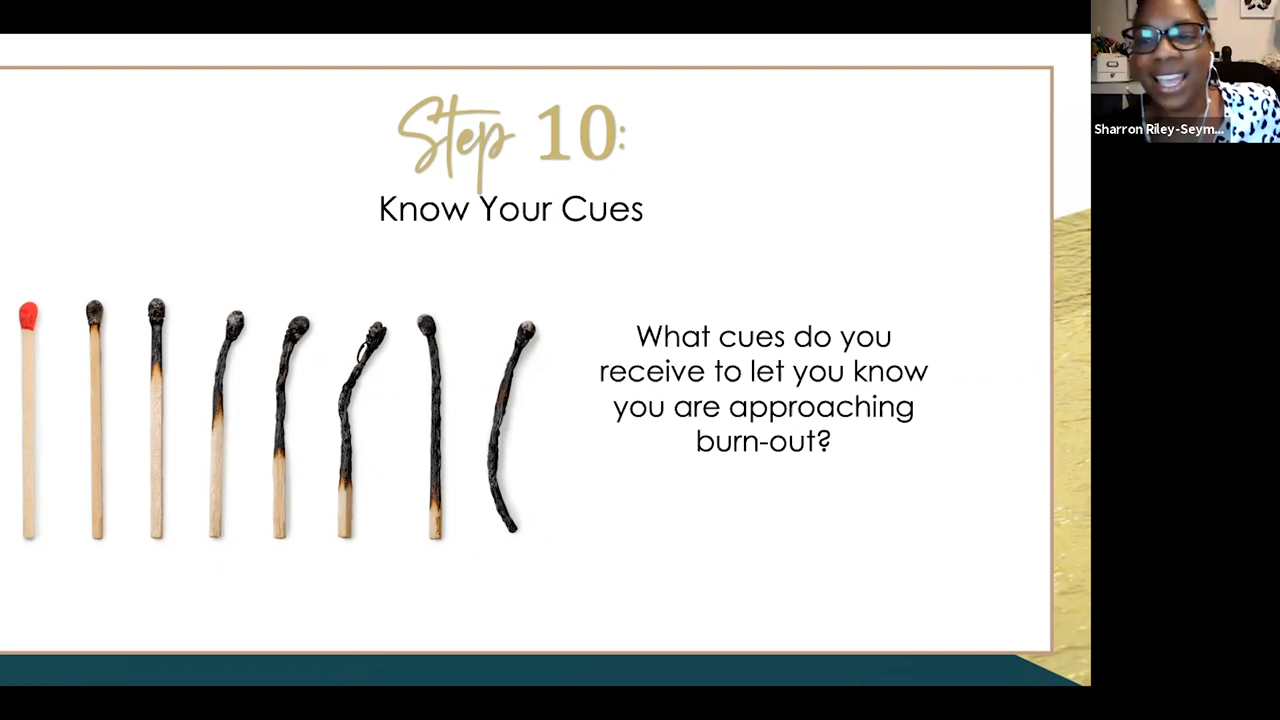 Step 10:
Know Your Cues
What cues do you
receive to let you know
you are approaching
burn-out?
Sharron Riley-Seym...